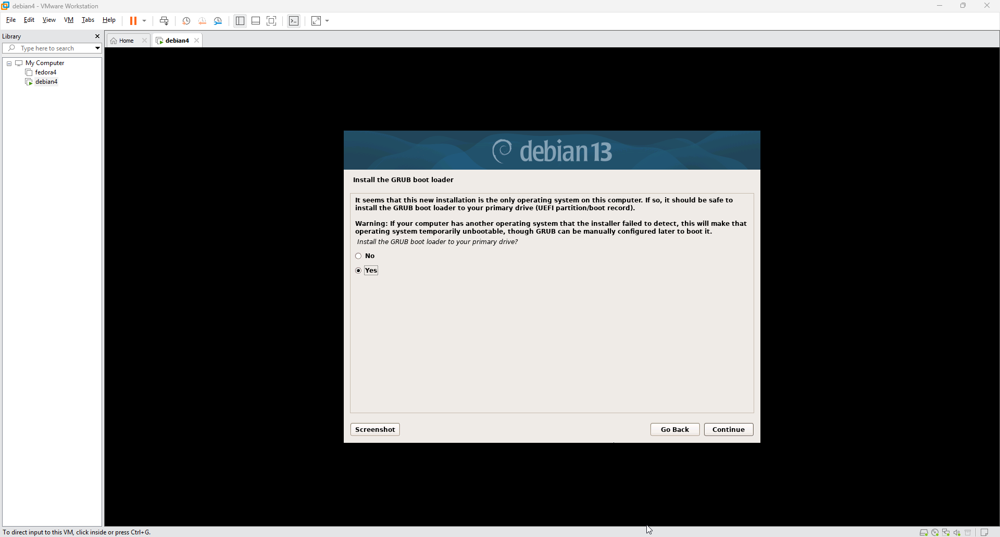 debian4 - VMware Workstation
File Edit View VM Tabs Help
Library
Type here to search
My Computer
fedora4
debian4
Home
debian4
debian 13
Install the GRUB boot loader
It seems that this new installation is the only operating system on this computer. If so, it should be safe to
install the GRUB boot loader to your primary drive (UEFI partition/boot record).
Warning: If your computer has another operating system that the installer failed to detect, this will make that
operating system temporarily unbootable, though GRUB can be manually configured later to boot it.
Install the GRUB boot loader to your primary drive?
No
Yes
Screenshot
Go Back
Continue
To direct input to this VM, click inside or press Ctrl+G.